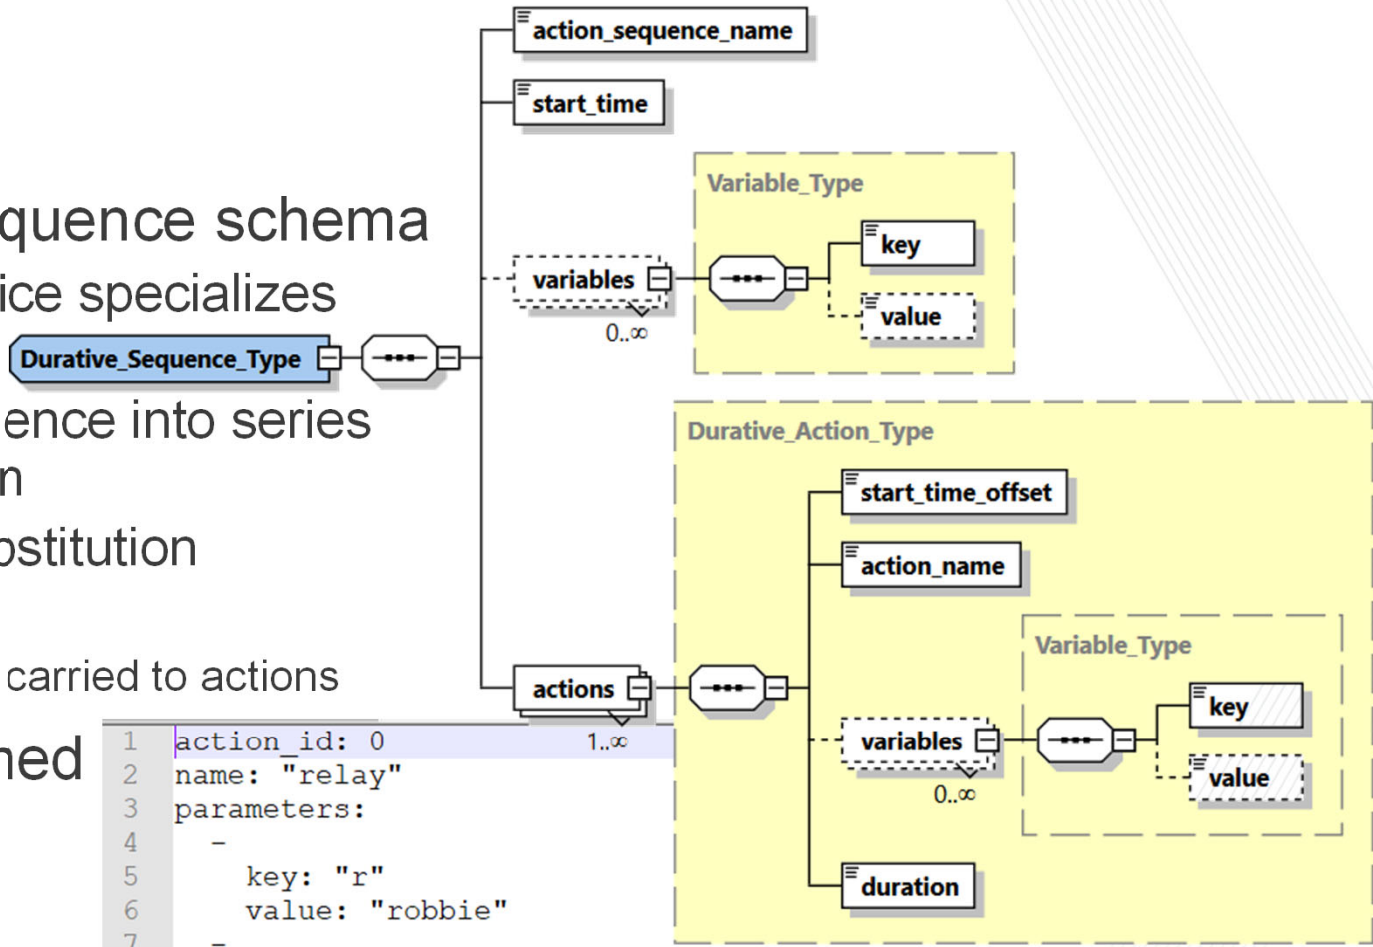 action_sequence_name
start_time
Variable_Type
quence schema
key
ice specializes
variables
value
0..∞
Durative_Sequence_Type
ence into series
Durative_Action_Type
n
start_time_offset
bstitution
action_name
Variable_Type
carried to actions
actions
key
1 action_id: 0
1..∞
variables
ned
2 name: "relay"
value
0..∞
3 parameters:
4 -
5 key: "r"
duration
6 value: "robbie"
7 -